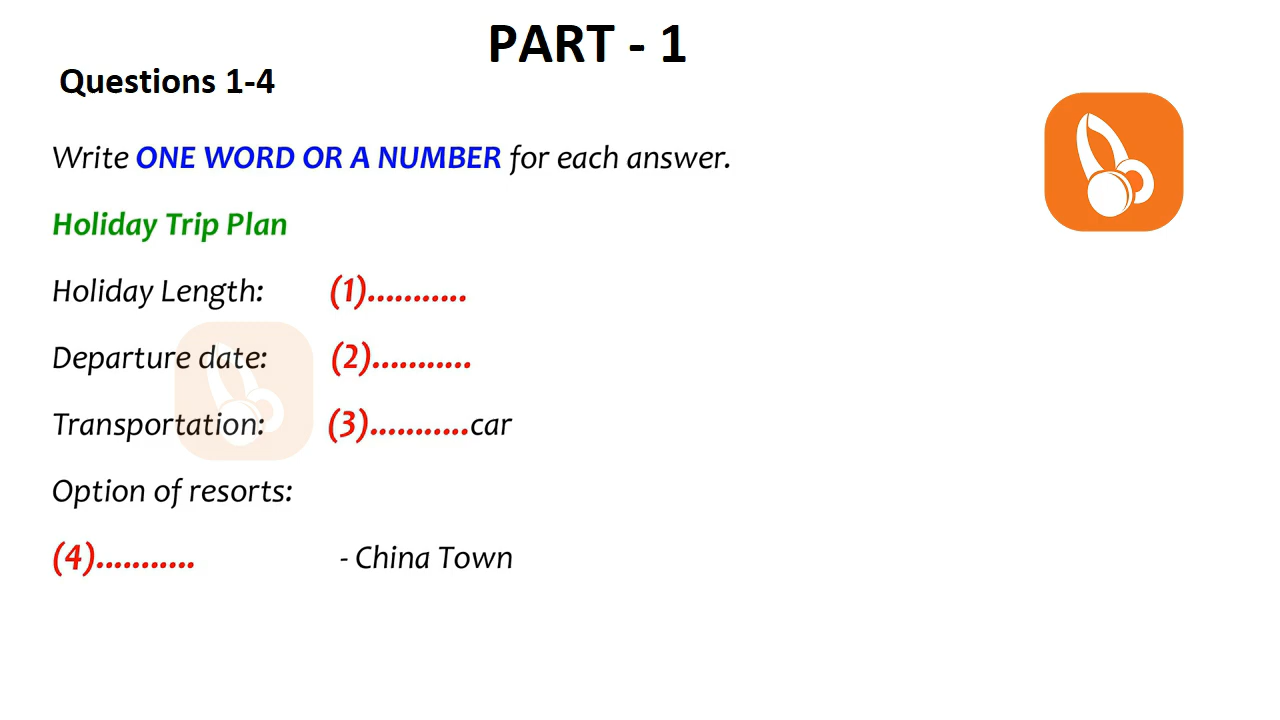 PART - 1
Questions 1-4
Write ONE WORD OR A NUMBER for each answer.
Holiday Trip Plan
Holiday Length: (1)...........
Departure date: (2)...........
Transportation: (3)...........car
Option of resorts:
(4)........... - China Town